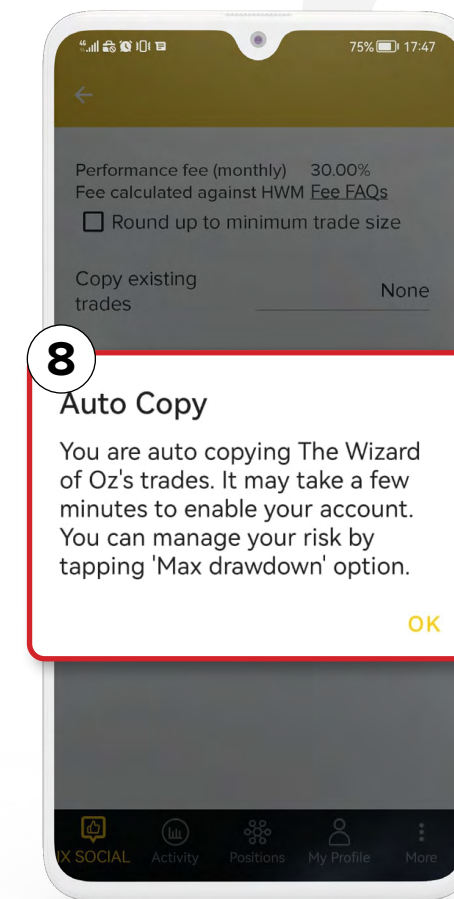 75% 17:47
Performance fee (monthly) 30.00%
Fee calculated against HWM Fee FAQs
Round up to minimum trade size
Copy existing
trades
None
8
Auto Copy
You are auto copying The Wizard
of Oz's trades. It may take a few
minutes to enable your account.
You can manage your risk by
tapping 'Max drawdown' option.
OK
IX SOCIAL Activity Positions My Profile More